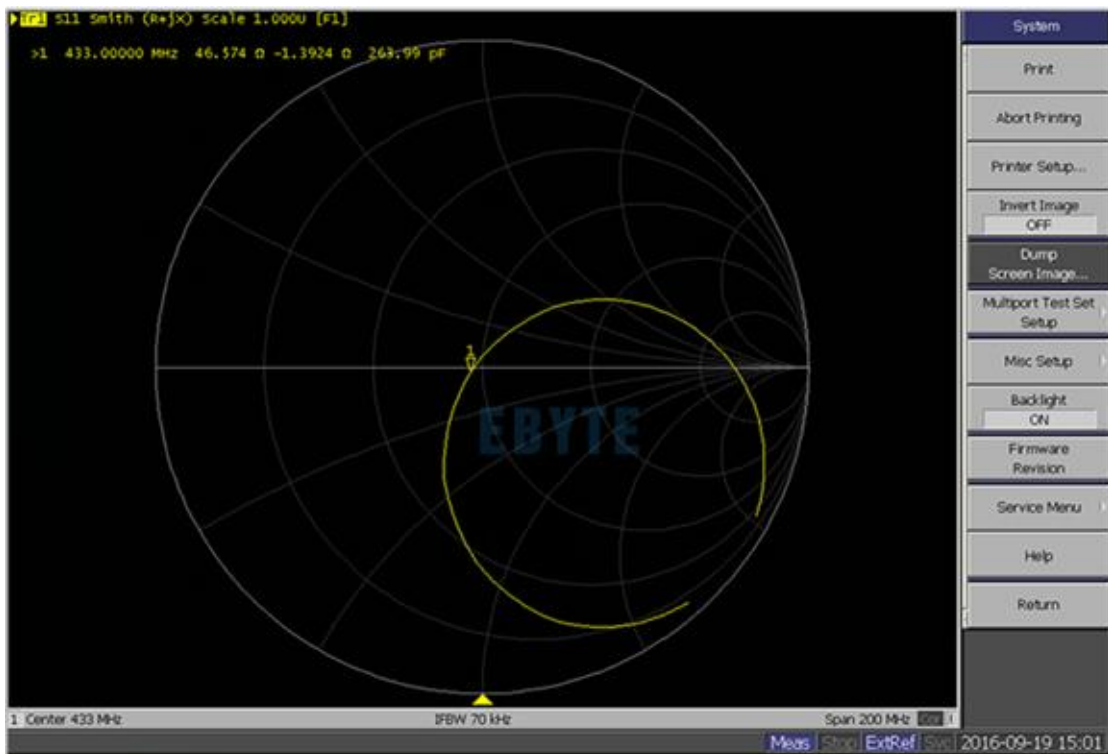 Tr1 S11 Smith (R+jX) Scale 1.000U [F1]
>1 433.00000 MHz 46.574 Ω -1.3924 Ω 263.99 pF
1
EBYTE
1 Center 433 MHz
IFBW 70 kHz
Span 200 MHz Cor
System
Print
Abort Printing
Printer Setup...
Invert Image
OFF
Dump
Screen Image...
Multiport Test Set
Setup
Misc Setup
Backlight
ON
Firmware
Revision
Service Menu
Help
Return
Meas Stop ExtRef Svc 2016-09-19 15:01